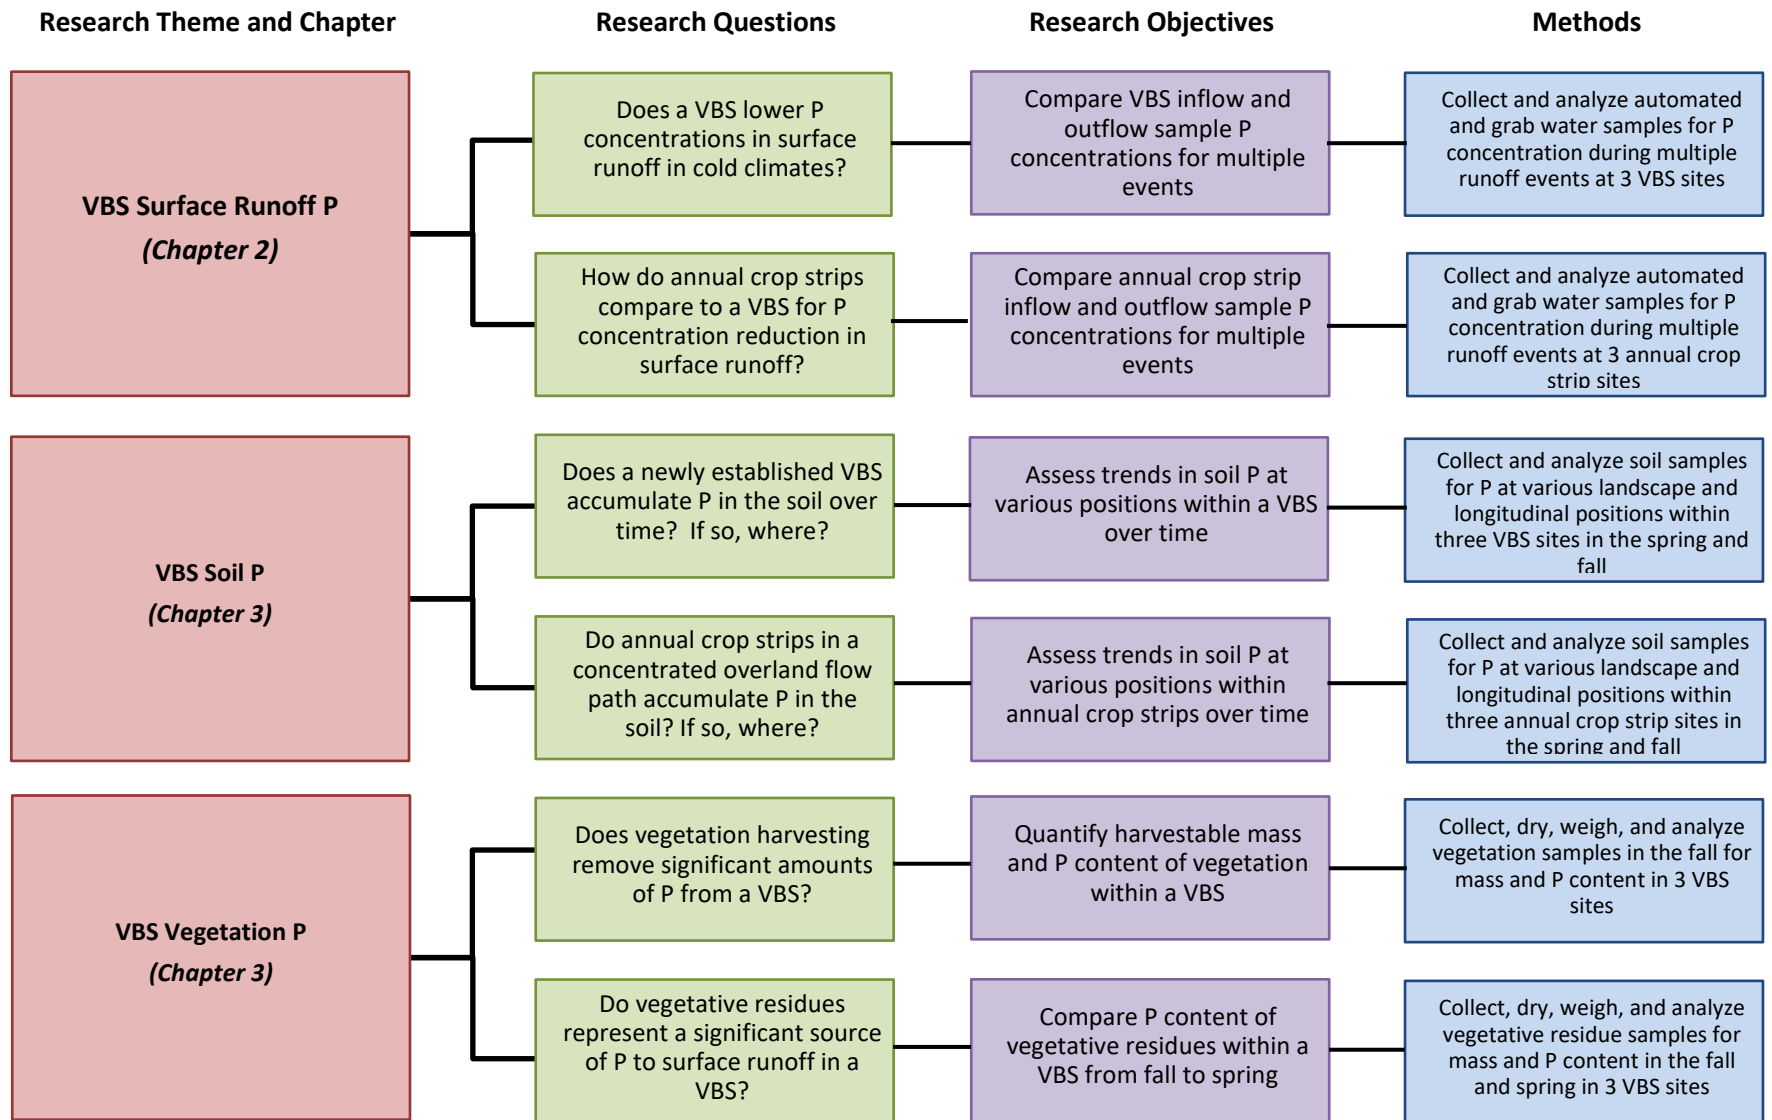 Research Theme and Chapter
Research Questions
Research Objectives
Methods
VBS Surface Runoff P
(Chapter 2)
Does a VBS lower P
concentrations in surface
runoff in cold climates?
Compare VBS inflow and
outflow sample P
concentrations for multiple
events
Collect and analyze automated
and grab water samples for P
concentration during multiple
runoff events at 3 VBS sites
How do annual crop strips
compare to a VBS for P
concentration reduction in
surface runoff?
Compare annual crop strip
inflow and outflow sample P
concentrations for multiple
events
Collect and analyze automated
and grab water samples for P
concentration during multiple
runoff events at 3 annual crop
strip sites
VBS Soil P
(Chapter 3)
Does a newly established VBS
accumulate P in the soil over
time?  If so, where?
Assess trends in soil P at
various positions within a VBS
over time
Collect and analyze soil samples
for P at various landscape and
longitudinal positions within
three VBS sites in the spring and
fall
Do annual crop strips in a
concentrated overland flow
path accumulate P in the
soil? If so, where?
Assess trends in soil P at
various positions within
annual crop strips over time
Collect and analyze soil samples
for P at various landscape and
longitudinal positions within
three annual crop strip sites in
the spring and fall
VBS Vegetation P
(Chapter 3)
Does vegetation harvesting
remove significant amounts
of P from a VBS?
Quantify harvestable mass
and P content of vegetation
within a VBS
Collect, dry, weigh, and analyze
vegetation samples in the fall for
mass and P content in 3 VBS
sites
Do vegetative residues
represent a significant source
of P to surface runoff in a
VBS?
Compare P content of
vegetative residues within a
VBS from fall to spring
Collect, dry, weigh, and analyze
vegetative residue samples for
mass and P content in the fall
and spring in 3 VBS sites